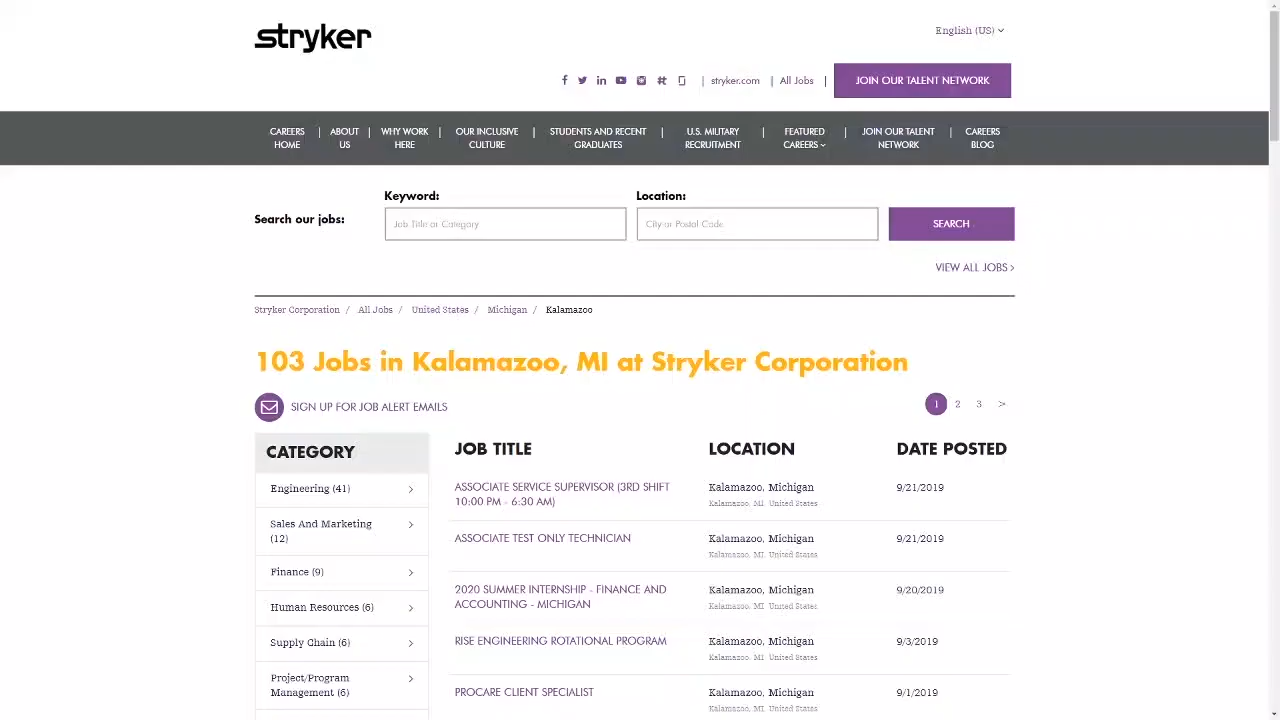 stryker
English (US)
stryker.com | All Jobs |
JOIN OUR TALENT NETWORK
CAREERS HOME | ABOUT US | WHY WORK HERE | OUR INCLUSIVE CULTURE | STUDENTS AND RECENT GRADUATES | U.S. MILITARY RECRUITMENT | FEATURED CAREERS | JOIN OUR TALENT NETWORK | CAREERS BLOG
Keyword:
Location:
Search our jobs:
Job Title or Category
City or Postal Code
SEARCH
VIEW ALL JOBS >
Stryker Corporation / All Jobs / United States / Michigan / Kalamazoo
103 Jobs in Kalamazoo, MI at Stryker Corporation
SIGN UP FOR JOB ALERT EMAILS
1 2 3 >
CATEGORY
Engineering (41)
Sales And Marketing
(12)
Finance (9)
Human Resources (6)
Supply Chain (6)
Project/Program
Management (6)
JOB TITLE LOCATION DATE POSTED
ASSOCIATE SERVICE SUPERVISOR (3RD SHIFT
10:00 PM - 6:30 AM)
Kalamazoo, Michigan
Kalamazoo, MI, United States
9/21/2019
ASSOCIATE TEST ONLY TECHNICIAN
Kalamazoo, Michigan
Kalamazoo, MI, United States
9/21/2019
2020 SUMMER INTERNSHIP - FINANCE AND
ACCOUNTING - MICHIGAN
Kalamazoo, Michigan
Kalamazoo, MI, United States
9/20/2019
RISE ENGINEERING ROTATIONAL PROGRAM
Kalamazoo, Michigan
Kalamazoo, MI, United States
9/3/2019
PROCARE CLIENT SPECIALIST
Kalamazoo, Michigan
Kalamazoo, MI, United States
9/1/2019